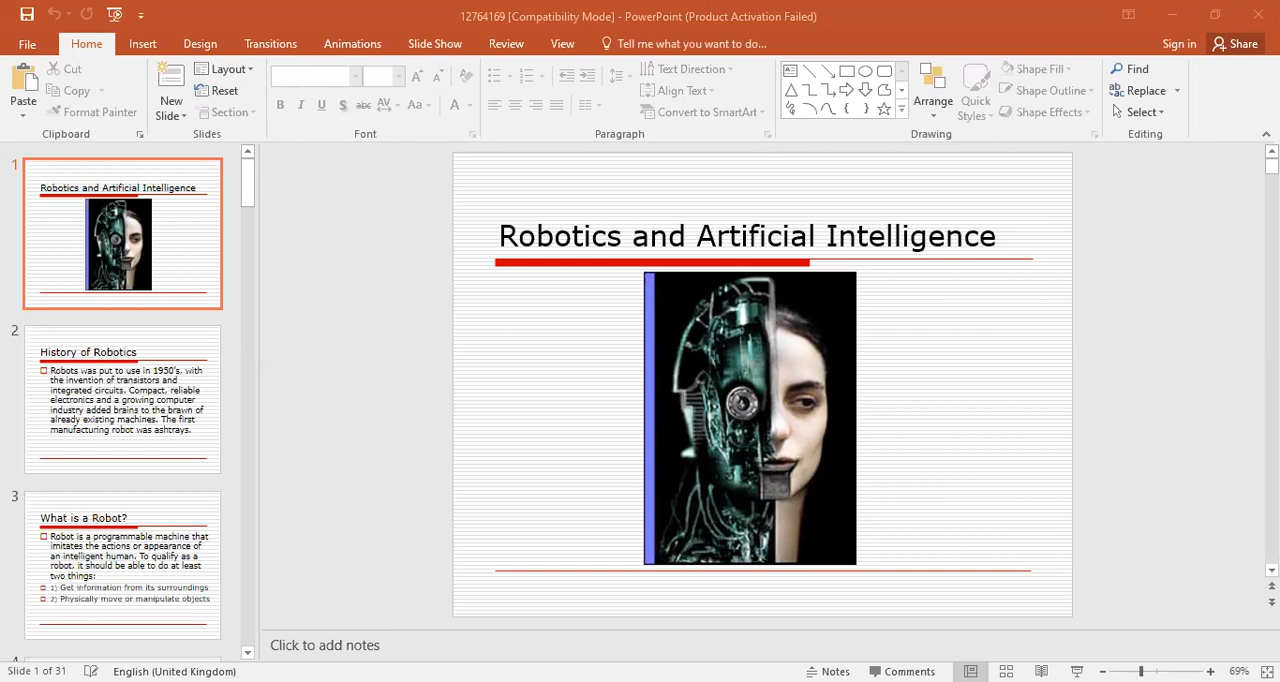 12764169 [Compatibility Mode] - PowerPoint (Product Activation Failed)
File Home Insert Design Transitions Animations Slide Show Review View Tell me what you want to do... Sign in Share
Paste
Cut
Copy
Format Painter
Clipboard
New
Slide
Layout
Reset
Section
Slides
B I U S abc AV Aa A
Font
Text Direction
Align Text
Convert to SmartArt
Paragraph
Arrange
Quick
Styles
Shape Fill
Shape Outline
Shape Effects
Drawing
Find
Replace
Select
Editing
1
Robotics and Artificial Intelligence
2
History of Robotics
Robots was put to use in 1950's, with
the invention of transistors and
integrated circuits. Compact, reliable
electronics and a growing computer
industry added brains to the brawn of
already existing machines. The first
manufacturing robot was ashtrays.
3
What is a Robot?
Robot is a programmable machine that
imitates the actions or appearance of
an intelligent human. To qualify as a
robot, it should be able to do at least
two things:
1) Get information from its surroundings
2) Physically move or manipulate objects
Robotics and Artificial Intelligence
Click to add notes
Slide 1 of 31 English (United Kingdom) Notes Comments 69%